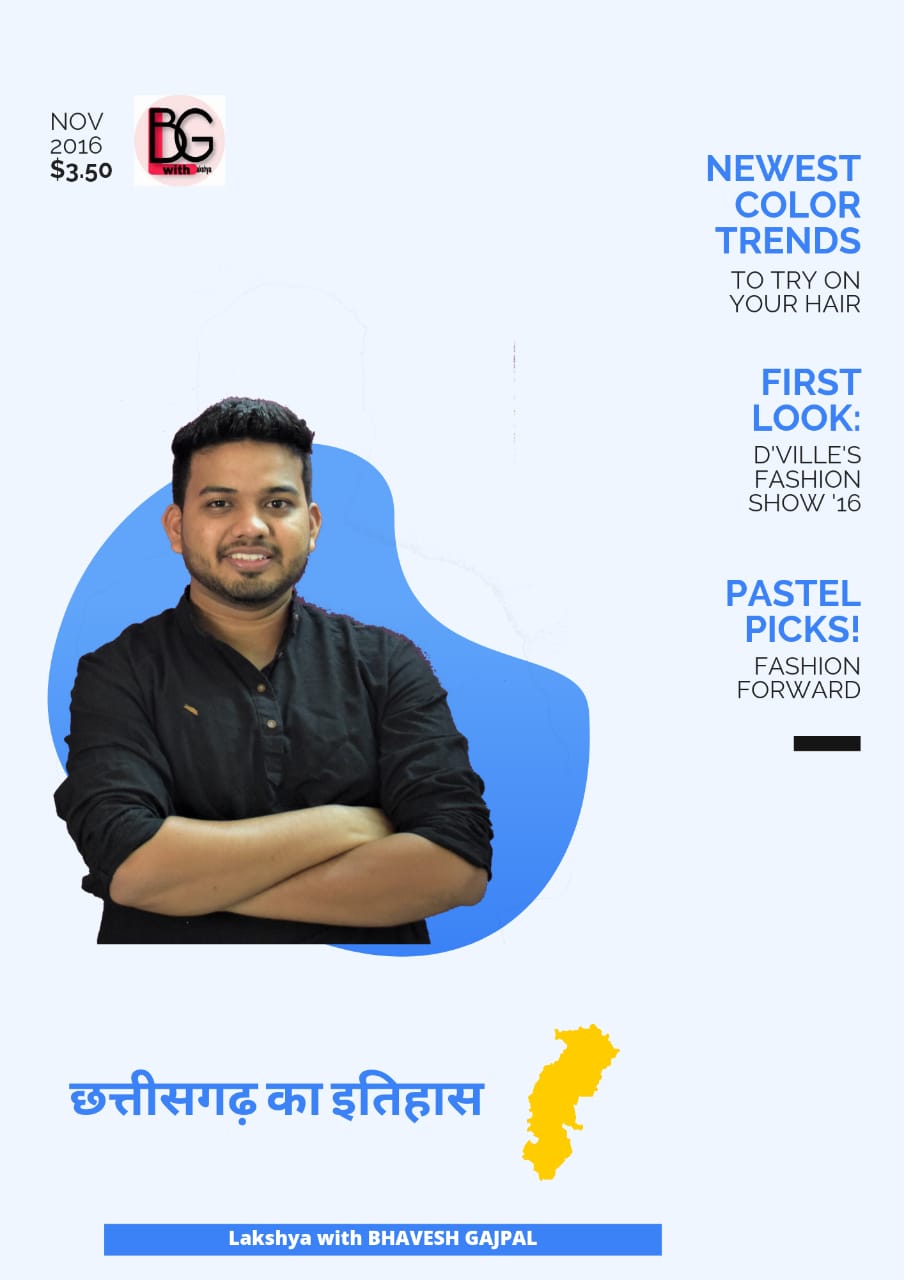 NOV
2016
$3.50
BG
with lakshya
NEWEST
COLOR
TRENDS
TO TRY ON
YOUR HAIR
FIRST
LOOK:
D'VILLE'S
FASHION
SHOW '16
PASTEL
PICKS!
FASHION
FORWARD
छत्तीसगढ़ का इतिहास
Lakshya with BHAVESH GAJPAL